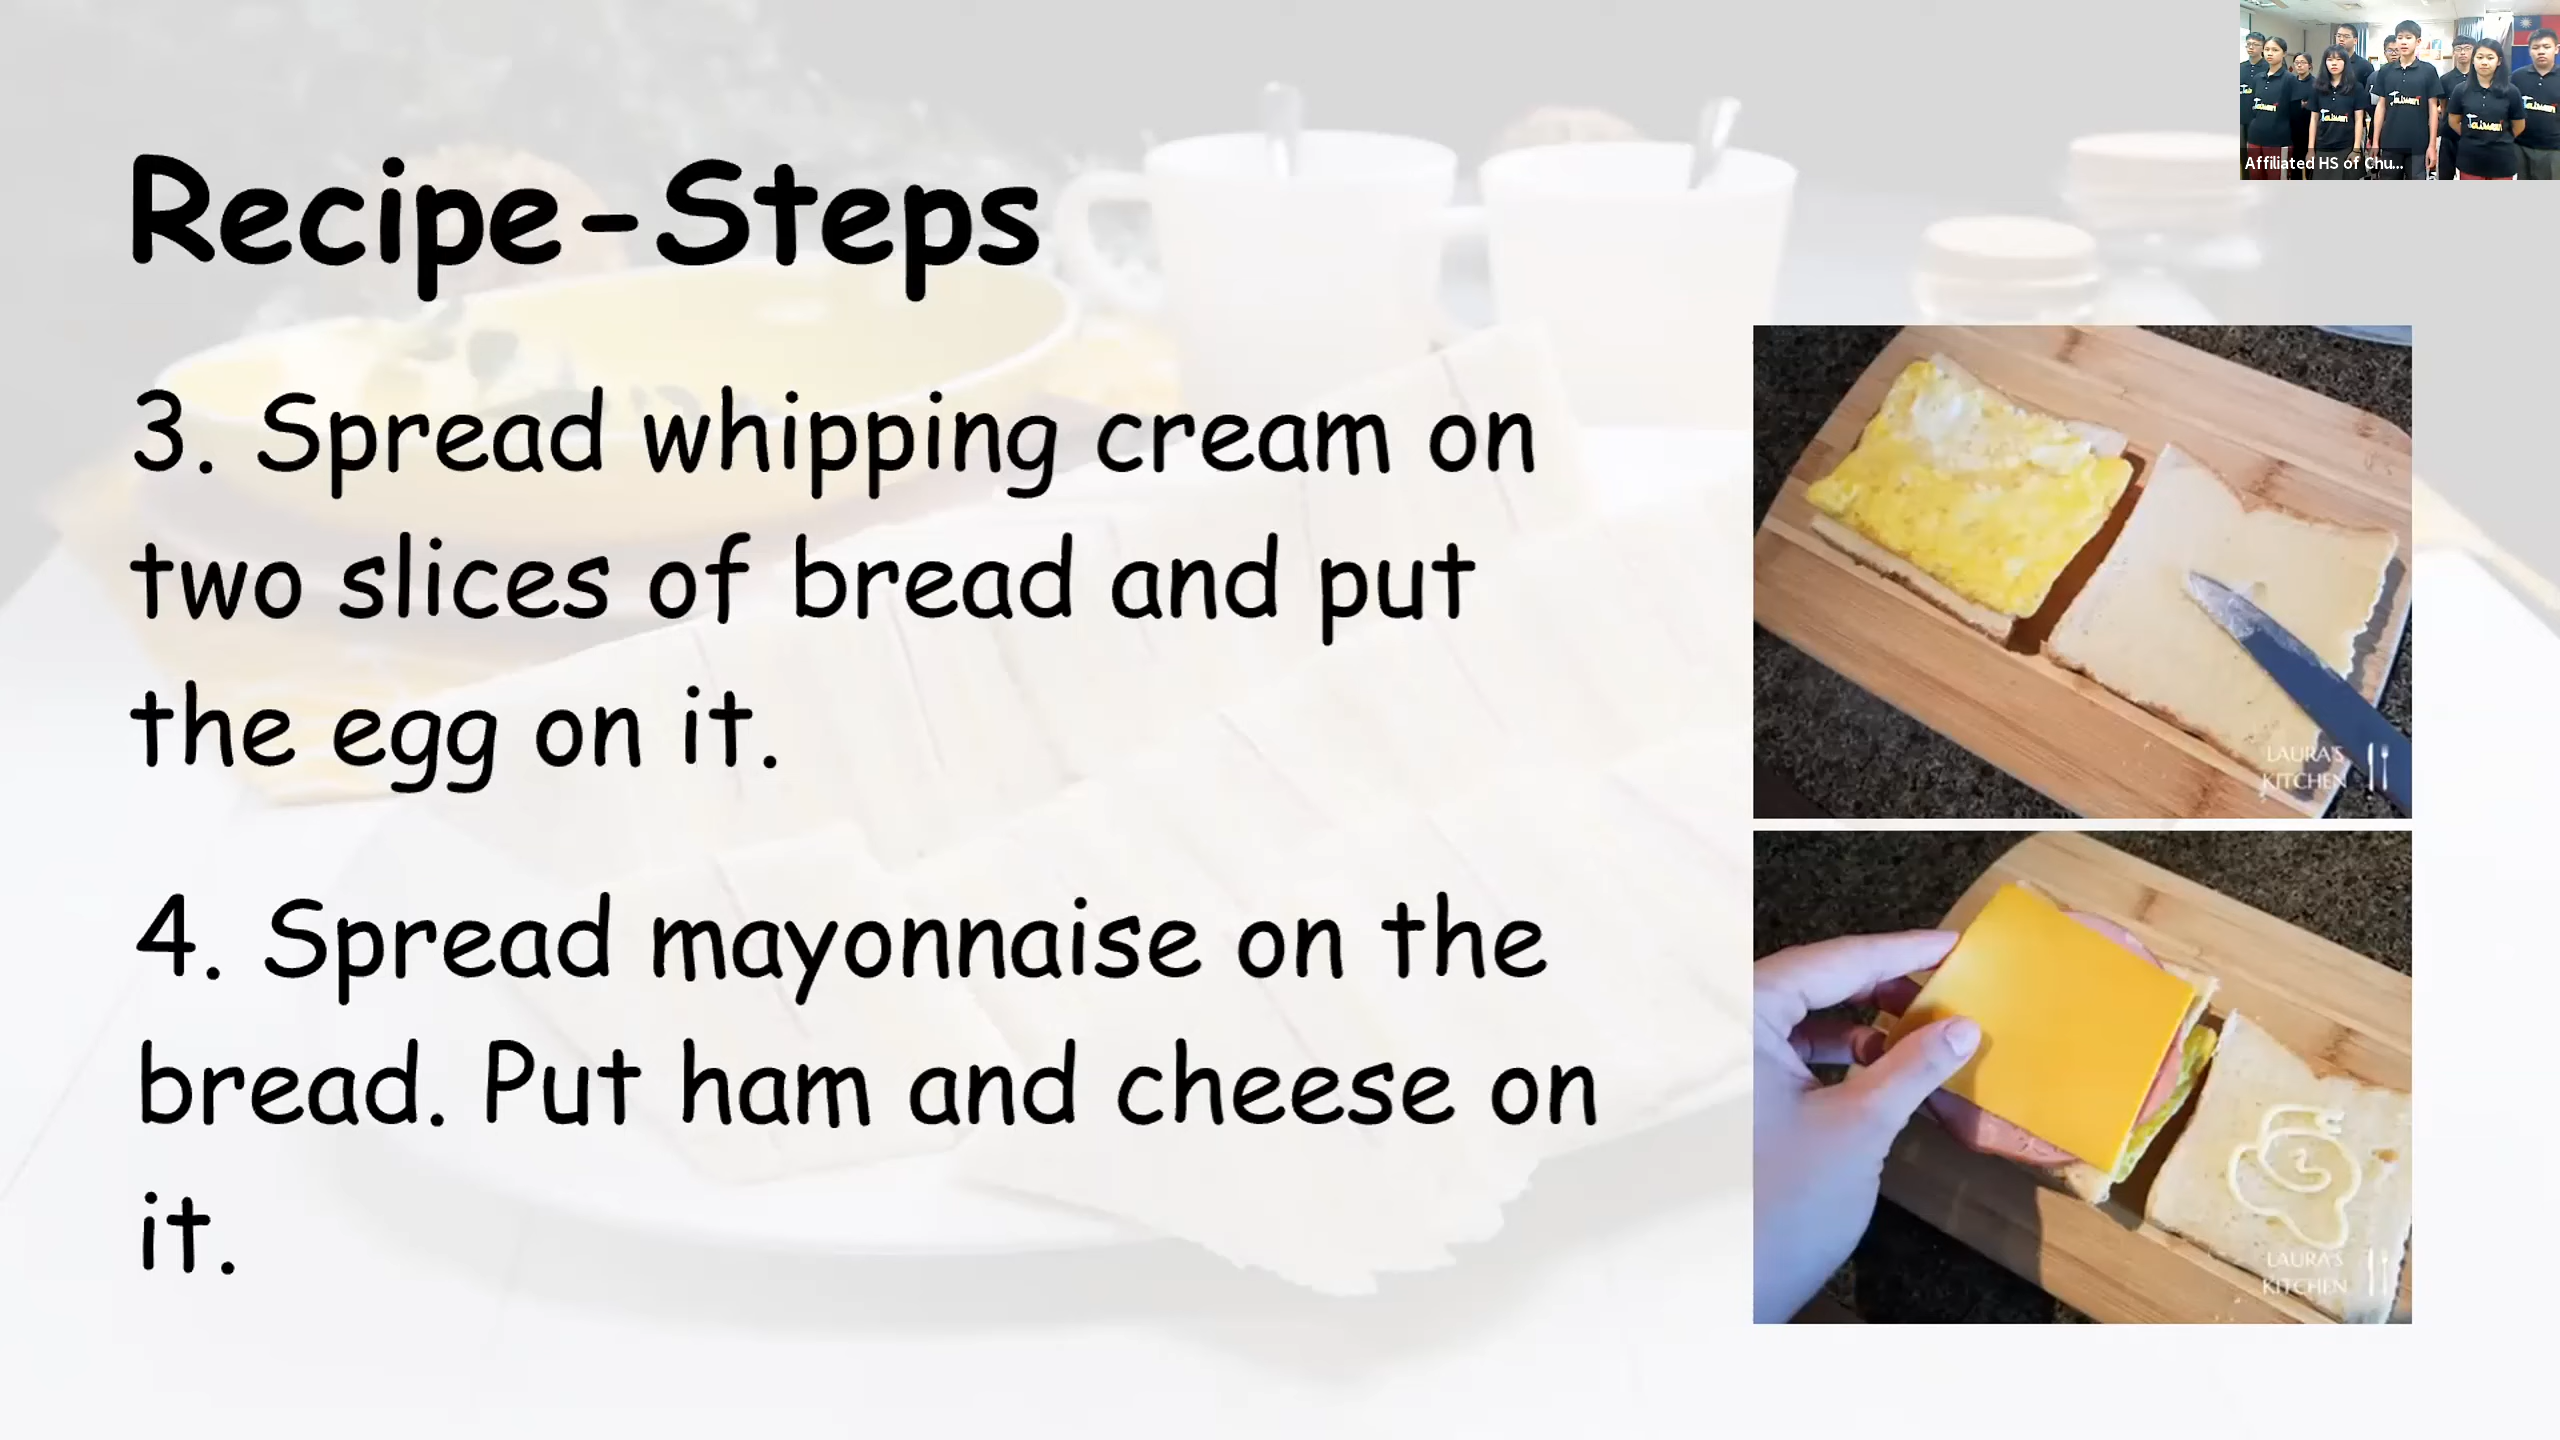 Recipe-Steps
3. Spread whipping cream on
two slices of bread and put
the egg on it.
4. Spread mayonnaise on the
bread. Put ham and cheese on
it.
LAURA'S
KITCHEN
LAURA'S
KITCHEN
Affiliated HS of Chu...